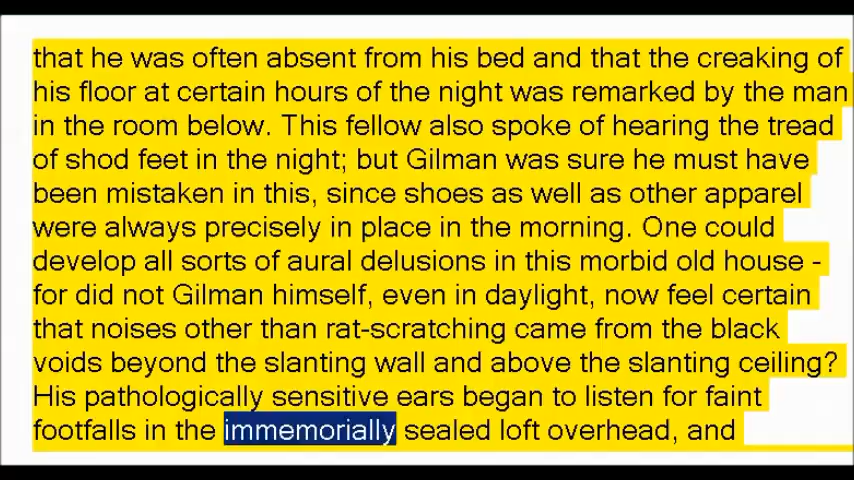 that he was often absent from his bed and that the creaking of
his floor at certain hours of the night was remarked by the man
in the room below. This fellow also spoke of hearing the tread
of shod feet in the night; but Gilman was sure he must have
been mistaken in this, since shoes as well as other apparel
were always precisely in place in the morning. One could
develop all sorts of aural delusions in this morbid old house -
for did not Gilman himself, even in daylight, now feel certain
that noises other than rat-scratching came from the black
voids beyond the slanting wall and above the slanting ceiling?
His pathologically sensitive ears began to listen for faint
footfalls in the immemorially sealed loft overhead, and